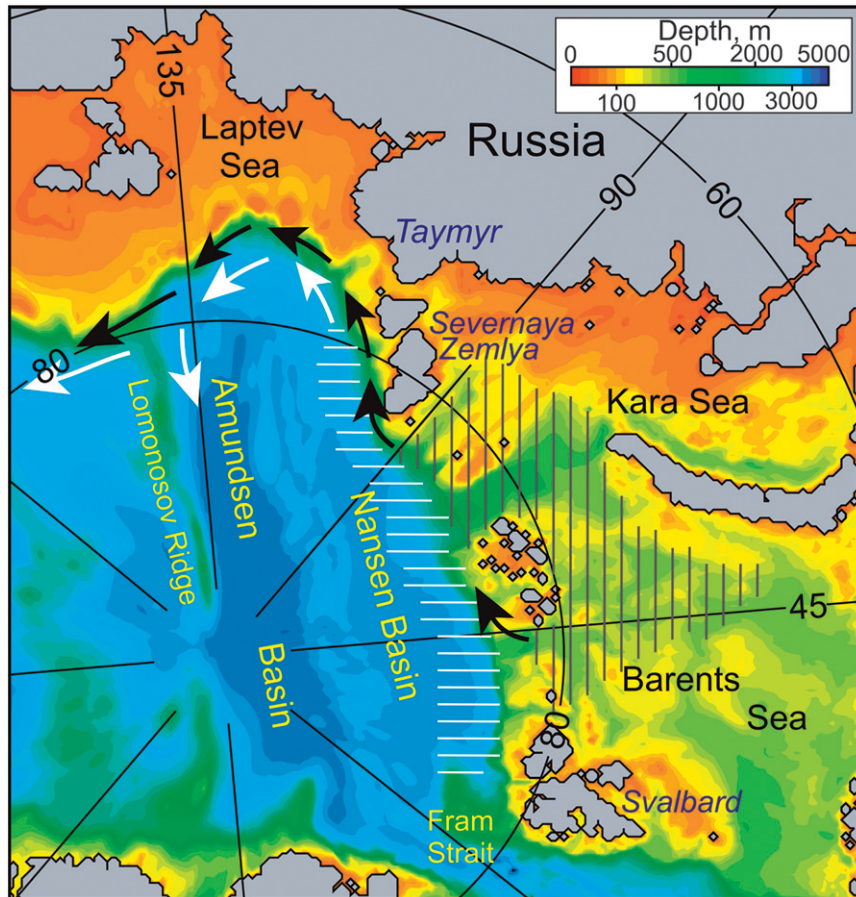 Depth, m
0 500 2000 5000
100 1000 3000
135
Laptev
Sea
Russia
90
60
Taymyr
Severnaya
Zemlya
80
Kara Sea
Lomonosov Ridge
Amundsen
Basin
Nansen Basin
45
Barents
Sea
80
Svalbard
Fram
Strait